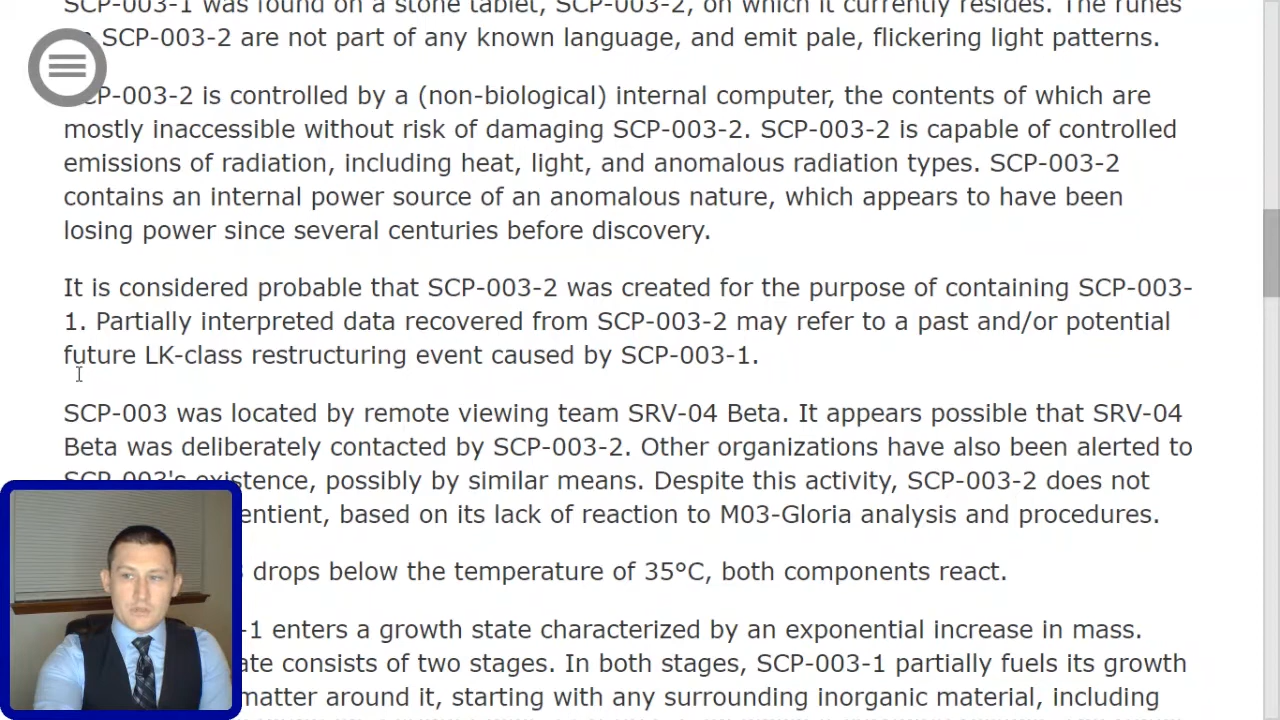 SCP-003-1 was found on a stone tablet, SCP-003-2, on which it currently resides. The runes
SCP-003-2 are not part of any known language, and emit pale, flickering light patterns.
CP-003-2 is controlled by a (non-biological) internal computer, the contents of which are
mostly inaccessible without risk of damaging SCP-003-2. SCP-003-2 is capable of controlled
emissions of radiation, including heat, light, and anomalous radiation types. SCP-003-2
contains an internal power source of an anomalous nature, which appears to have been
losing power since several centuries before discovery.
It is considered probable that SCP-003-2 was created for the purpose of containing SCP-003-
1. Partially interpreted data recovered from SCP-003-2 may refer to a past and/or potential
future LK-class restructuring event caused by SCP-003-1.
SCP-003 was located by remote viewing team SRV-04 Beta. It appears possible that SRV-04
Beta was deliberately contacted by SCP-003-2. Other organizations have also been alerted to
SCP-003's existence, possibly by similar means. Despite this activity, SCP-003-2 does not
entient, based on its lack of reaction to M03-Gloria analysis and procedures.
drops below the temperature of 35°C, both components react.
-1 enters a growth state characterized by an exponential increase in mass.
ate consists of two stages. In both stages, SCP-003-1 partially fuels its growth
matter around it, starting with any surrounding inorganic material, including